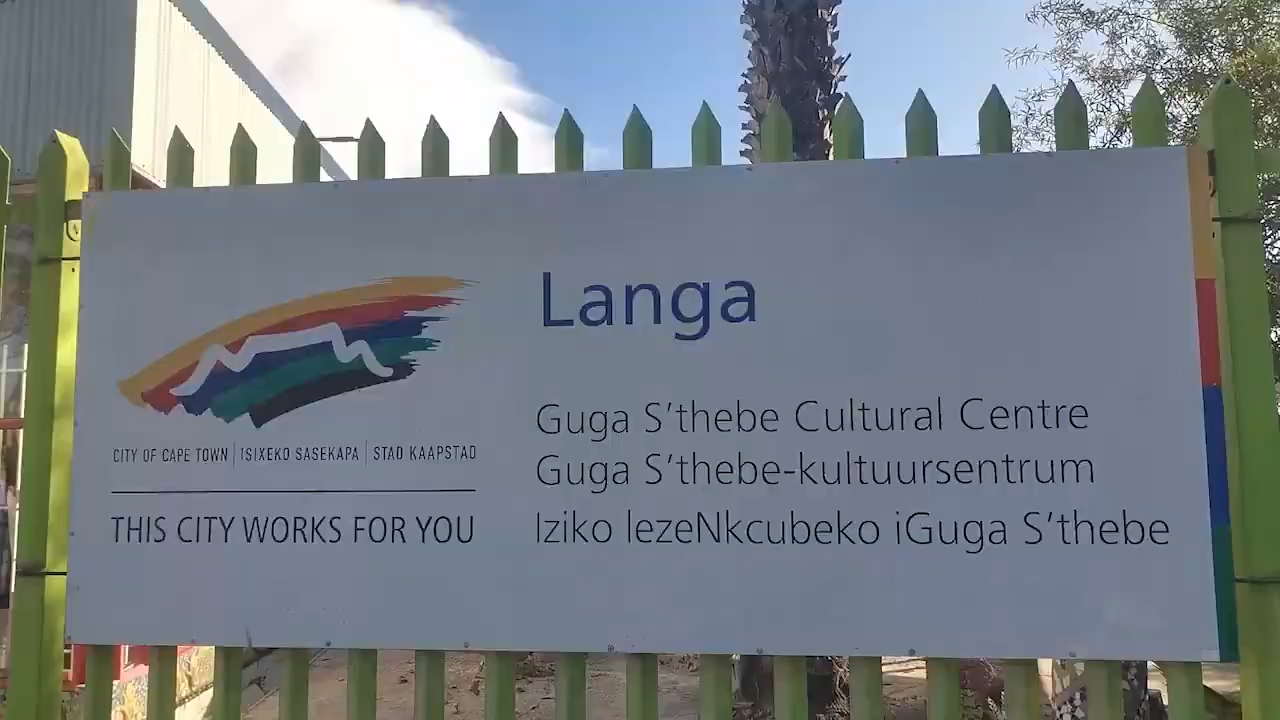 Langa
CITY OF CAPE TOWN | ISIXEKO SASEKAPA | STAD KAAPSTAD
THIS CITY WORKS FOR YOU
Guga S'thebe Cultural Centre
Guga S'thebe-kultuursentrum
Iziko lezeNkcubeko iGuga S'thebe